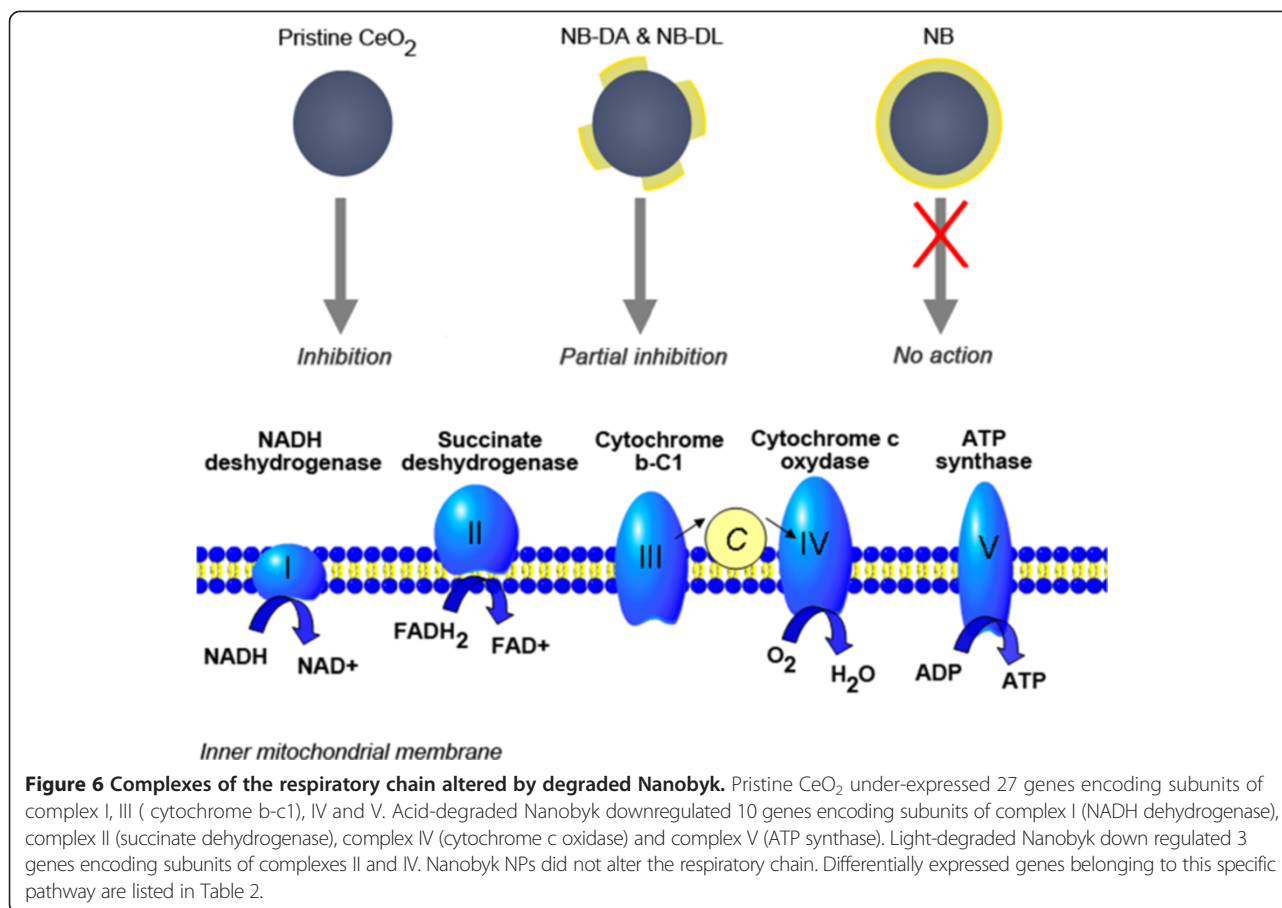 Pristine CeO2
NB-DA & NB-DL
NB
Inhibition
Partial inhibition
No action
NADH
deshydrogenase
Succinate
deshydrogenase
Cytochrome
b-C1
Cytochrome c
oxydase
ATP
synthase
I
II
III
C
IV
V
NADH
NAD+
FADH2
FAD+
O2
H2O
ADP
ATP
Inner mitochondrial membrane
Figure 6 Complexes of the respiratory chain altered by degraded Nanobyk. Pristine CeO2 under-expressed 27 genes encoding subunits of
complex I, III ( cytochrome b-c1), IV and V. Acid-degraded Nanobyk downregulated 10 genes encoding subunits of complex I (NADH dehydrogenase),
complex II (succinate dehydrogenase), complex IV (cytochrome c oxidase) and complex V (ATP synthase). Light-degraded Nanobyk down regulated 3
genes encoding subunits of complexes II and IV. Nanobyk NPs did not alter the respiratory chain. Differentially expressed genes belonging to this specific
pathway are listed in Table 2.